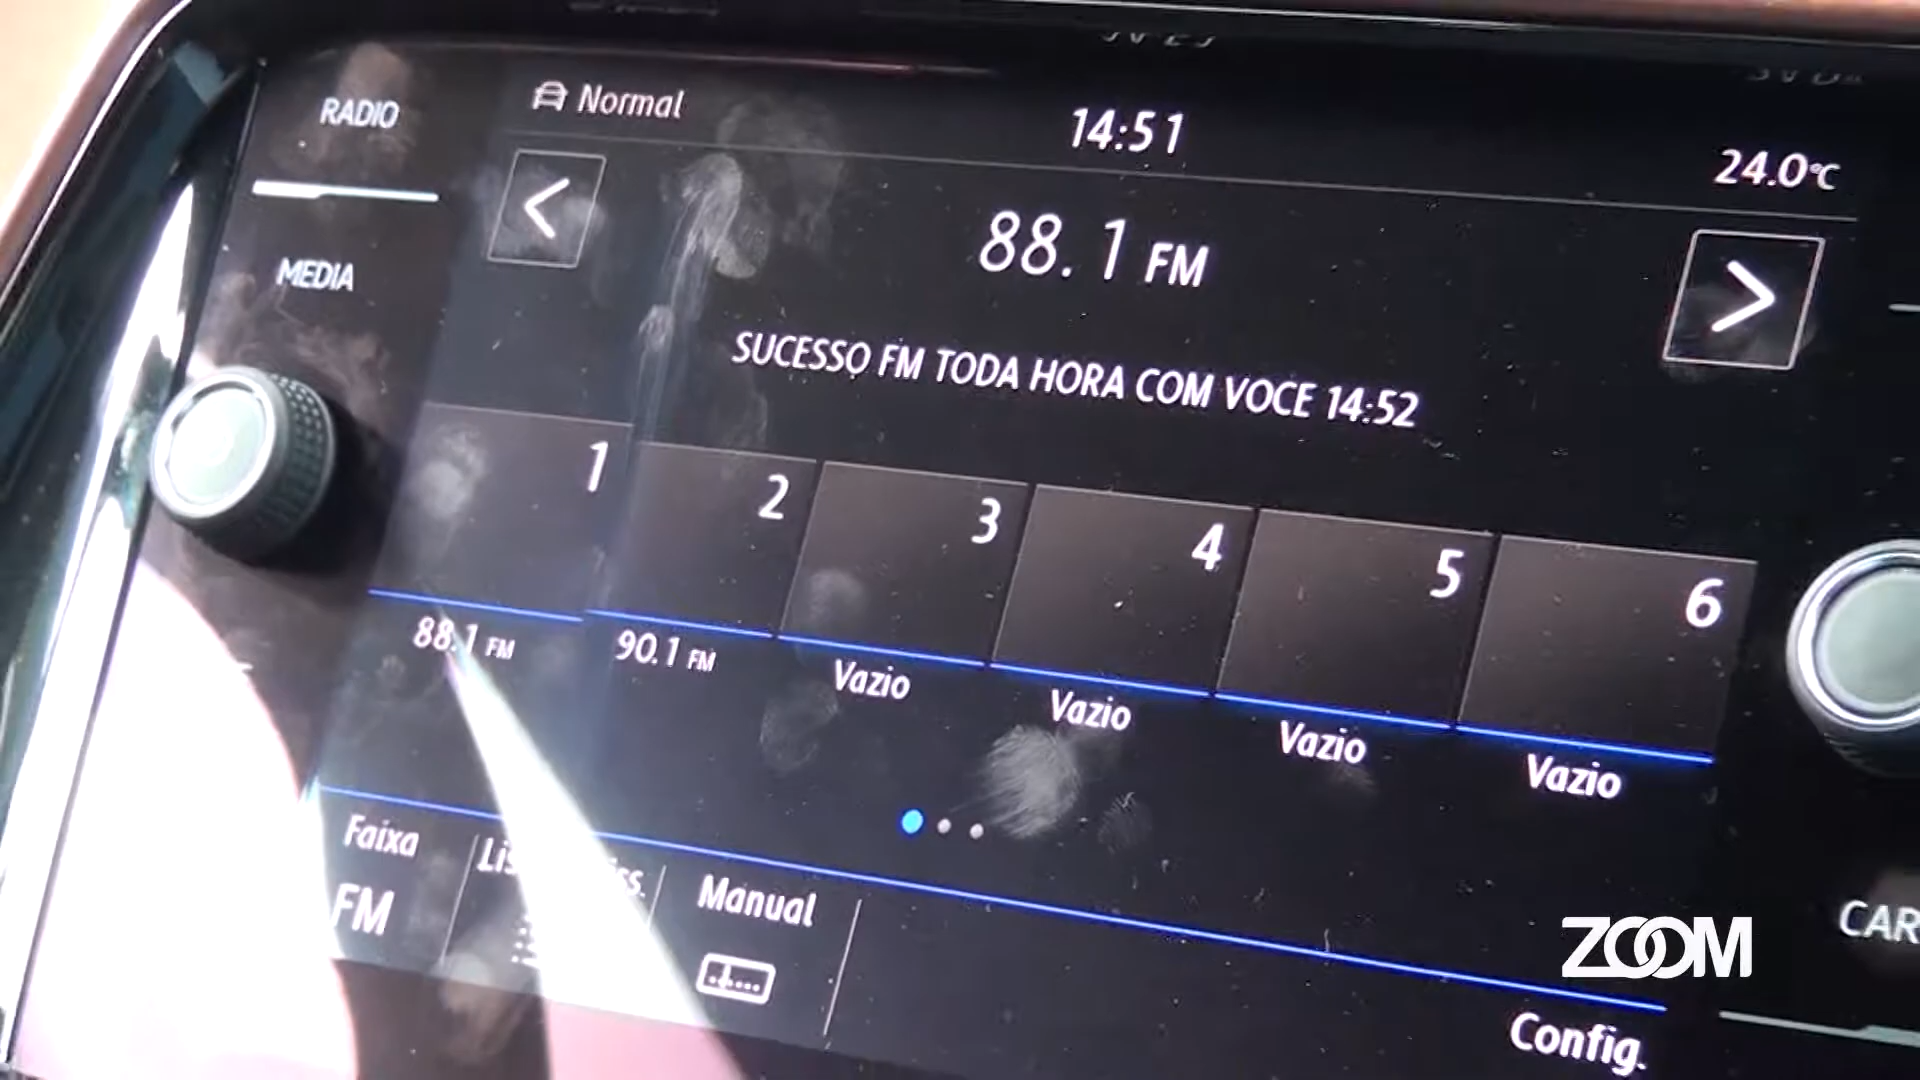 RADIO
Normal
14:51
24.0°C
MEDIA
88.1 FM
SUCESSO FM TODA HORA COM VOCE 14:52
1
2
3
4
5
6
88.1 FM
90.1 FM
Vazio
Vazio
Vazio
Vazio
Faixa
FM
Manual
CAR
ZOOM
Config.